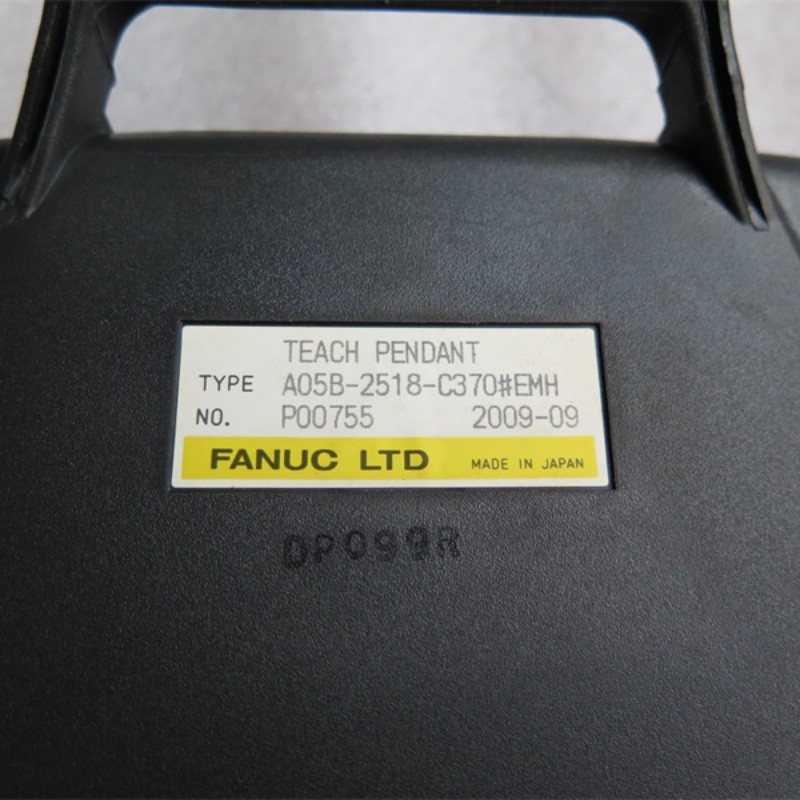 TEACH PENDANT
TYPE A05B-2518-C370#EMH
NO. P00755 2009-09
FANUC LTD MADE IN JAPAN
DP099R